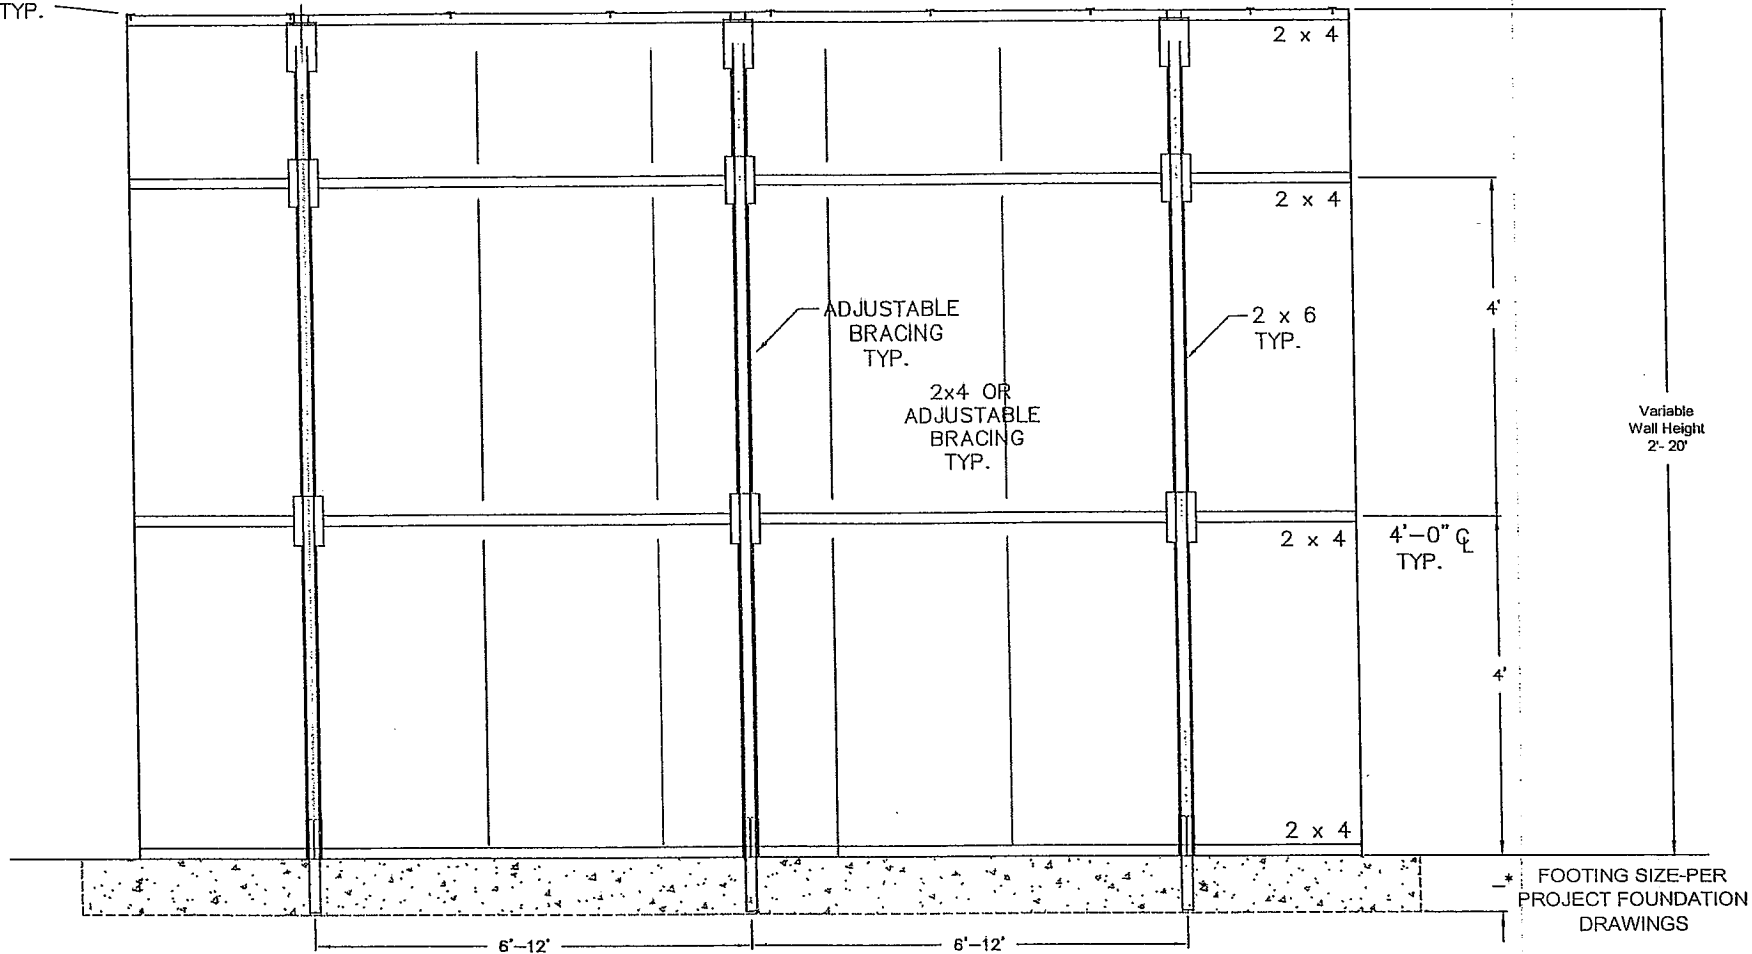 TYP.
2 x 4
2 x 4
ADJUSTABLE
BRACING
TYP.
2 x 6
TYP.
4'
2x4 OR
ADJUSTABLE
BRACING
TYP.
Variable
Wall Height
2'- 20'
2 x 4
4'-0" ℄
TYP.
4'
2 x 4
* FOOTING SIZE-PER
PROJECT FOUNDATION
DRAWINGS
6'-12'
6'-12'